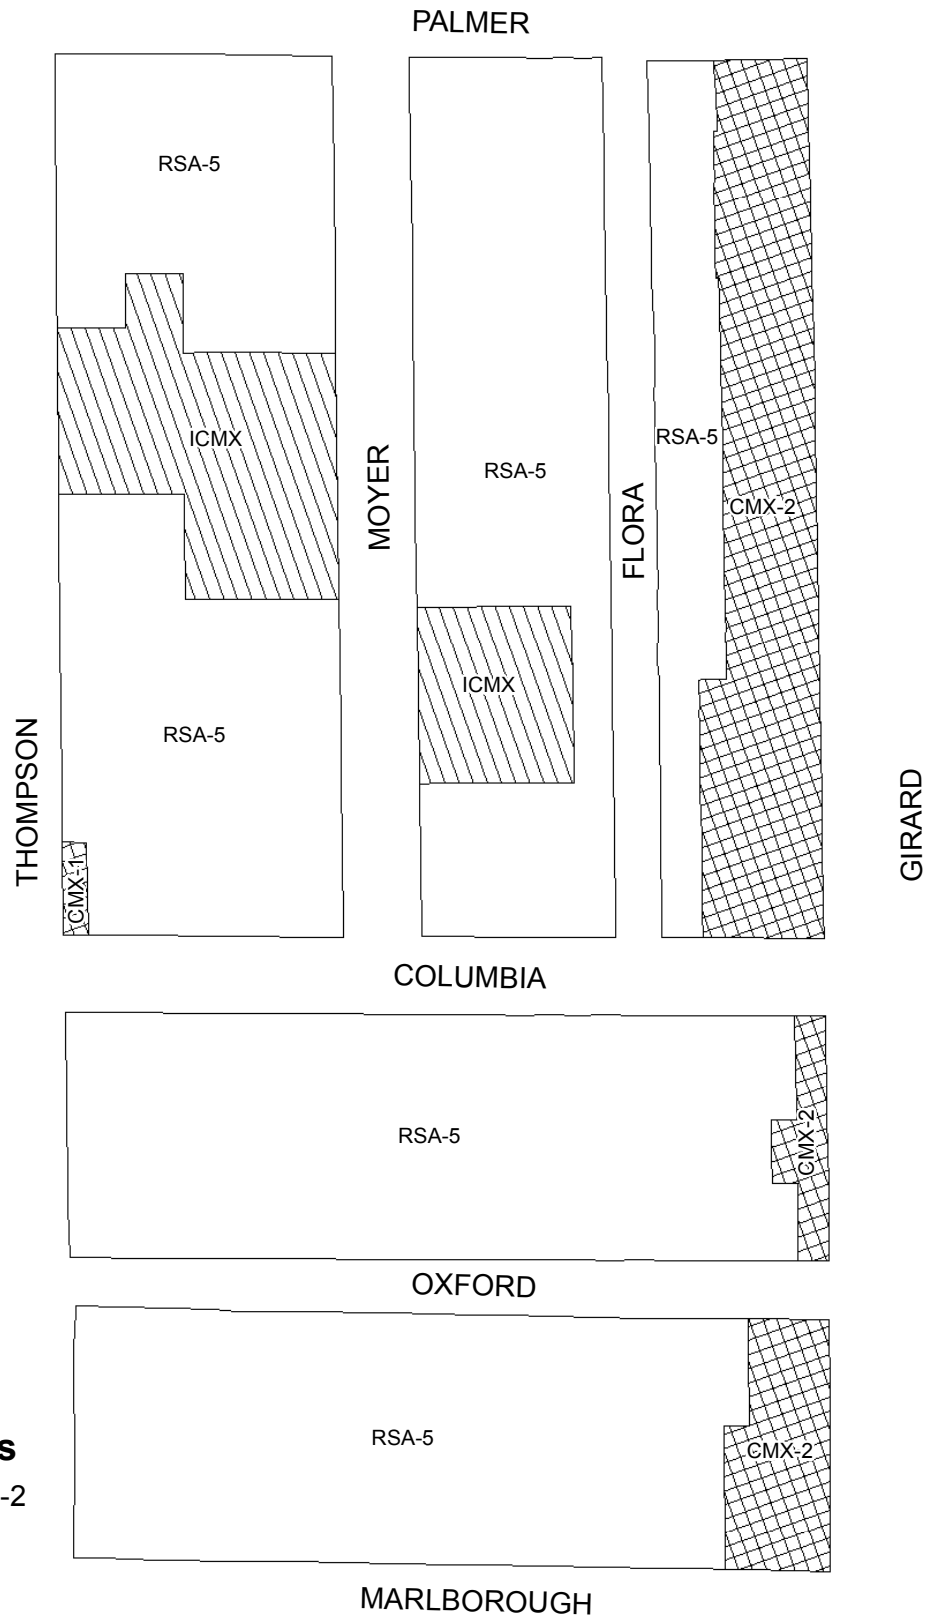 PALMER
RSA-5
ICMX
MOYER
RSA-5
RSA-5
FLORA
CMX-2
ICMX
RSA-5
THOMPSON
CMX-1
GIRARD
COLUMBIA
RSA-5
CMX-2
OXFORD
RSA-5
CMX-2
s
-2
MARLBOROUGH